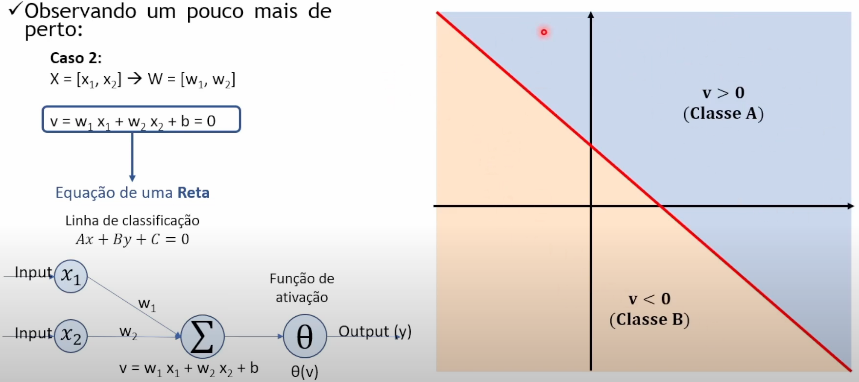 ✓Observando um pouco mais de
perto:
Caso 2:
X = [x₁, x₂] → W = [w₁, w₂]
v = w₁ x₁ + w₂ x₂ + b = 0
Equação de uma Reta
Linha de classificação
Ax + By + C = 0
Input x₁
w₁
Input x₂
w₂
Σ
v = w₁ x₁ + w₂ x₂ + b
Função de
ativação
θ
θ(v)
Output (y)
v > 0
(Classe A)
v < 0
(Classe B)